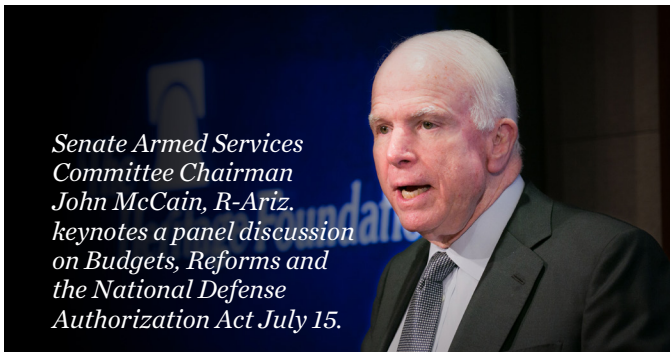 Senate Armed Services
Committee Chairman
John McCain, R-Ariz.
keynotes a panel discussion
on Budgets, Reforms and
the National Defense
Authorization Act July 15.